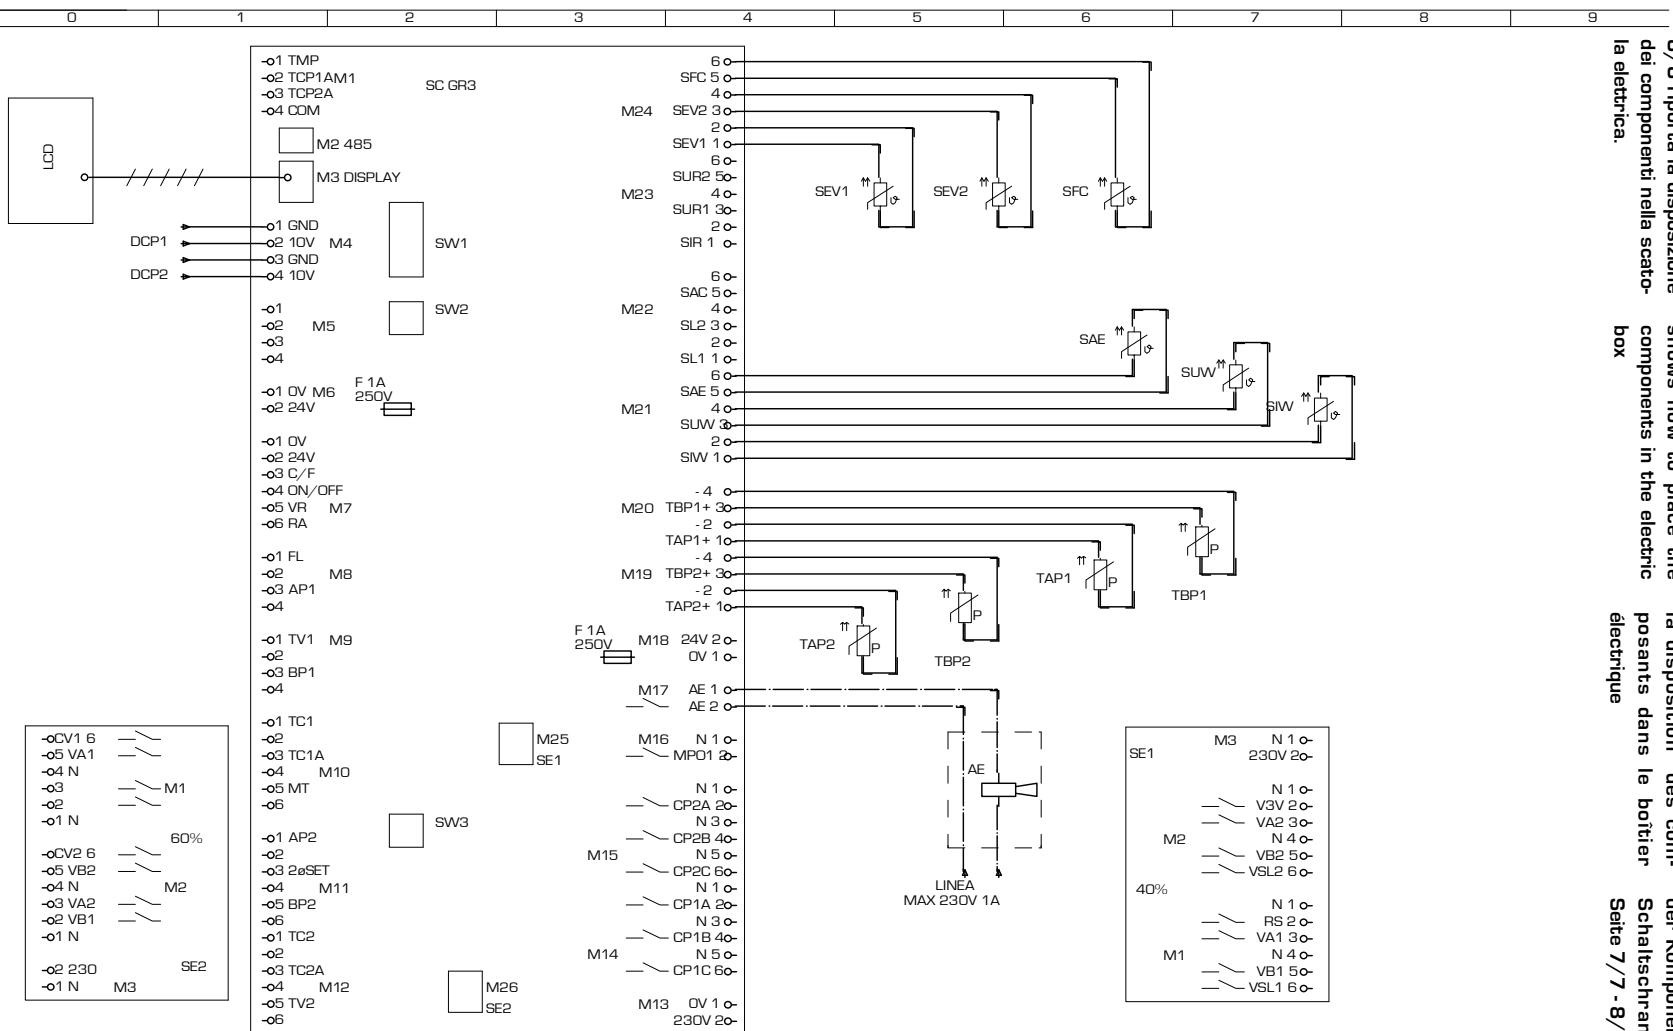 0 1 2 3 4 5 6 7 8 9
LCD
DCP1
DCP2
SC GR3
1 TMP
2 TCP1A M1
3 TCP2A
4 COM
M2 485
M3 DISPLAY
1 GND
2 10V M4
3 GND
4 10V
SW1
1
2 M5
3
4
SW2
1 0V M6
2 24V
F 1A
250V
1 0V
2 24V
3 C/F
4 ON/OFF
5 VR M7
6 RA
1 FL
2 M8
3 AP1
4
1 TV1 M9
2
3 BP1
4
1 TC1
2
3 TC1A
4 M10
5 MT
6
1 AP2
2
3 2øSET
4 M11
5 BP2
6
1 TC2
2
3 TC2A
4 M12
5 TV2
6
F 1A
250V
M25
SE1
SW3
M26
SE2
6
SFC 5
4
M24 SEV2 3
2
SEV1 1
6
SUR2 5
M23 4
SUR1 3
2
SIR 1
6
SAC 5
M22 4
SL2 3
2
SL1 1
6
SAE 5
M21 4
SUW 3
2
SIW 1
- 4
M20 TBP1+ 3
- 2
TAP1+ 1
- 4
M19 TBP2+ 3
- 2
TAP2+ 1
M18 24V 2
0V 1
M17 AE 1
AE 2
M16 N 1
MPO1 2
N 1
CP2A 2
N 3
CP2B 4
M15 N 5
CP2C 6
N 1
CP1A 2
N 3
CP1B 4
M14 N 5
CP1C 6
M13 0V 1
230V 2
SEV1
SEV2
SFC
SAE
SUW
SIW
TAP2
TBP2
TAP1
TBP1
P
P
P
P
AE
LINEA
MAX 230V 1A
CV1 6
5 VA1
4 N
3 M1
2
1 N
60%
CV2 6
5 VB2
4 N M2
3 VA2
2 VB1
1 N
2 230 SE2
1 N M3
SE1 M3 N 1
230V 2
N 1
V3V 2
VA2 3
M2 N 4
VB2 5
VSL2 6
40%
N 1
RS 2
VA1 3
M1 N 4
VB1 5
VSL1 6
dei componenti nella scato-
la elettrica.
components in the electric
box
posants dans le boîtier
électrique
Seite 7/7 - 8/